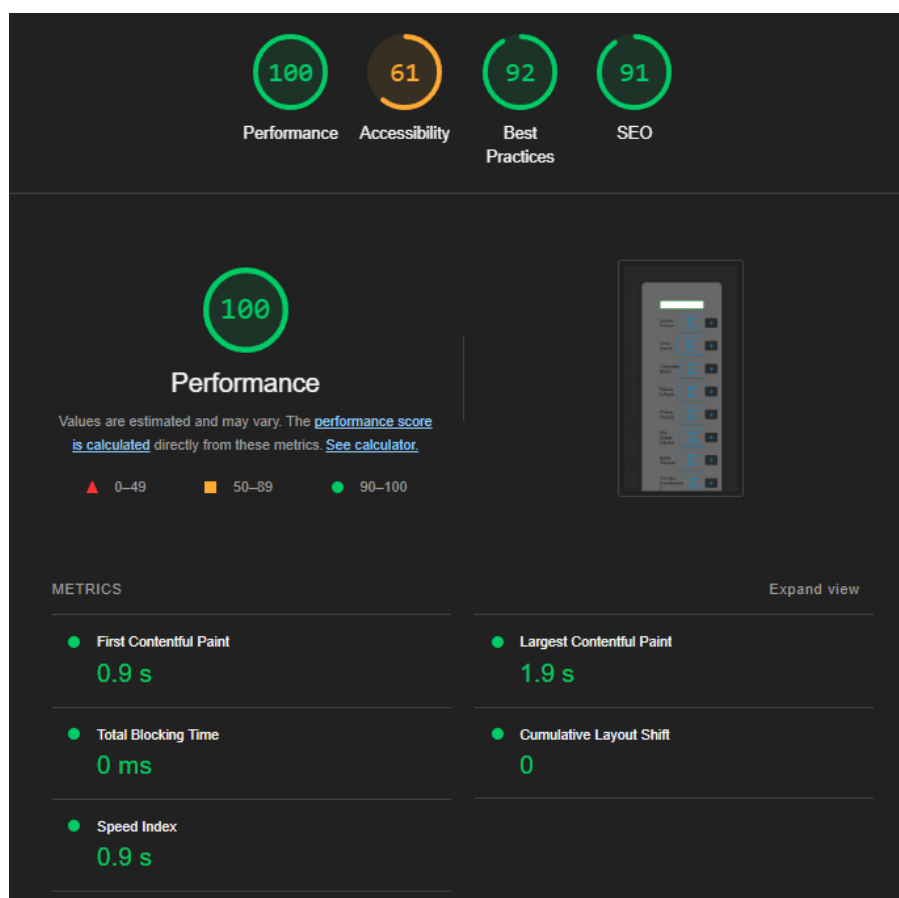 100
61
92
91
Performance
Accessibility
Best
Practices
SEO
100
Performance
Values are estimated and may vary. The performance score
is calculated directly from these metrics. See calculator.
0–49
50–89
90–100
METRICS
Expand view
First Contentful Paint
0.9 s
Largest Contentful Paint
1.9 s
Total Blocking Time
0 ms
Cumulative Layout Shift
0
Speed Index
0.9 s